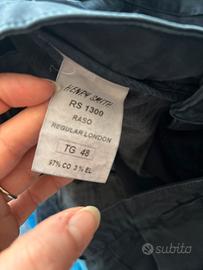 HENRY SMITH
RS 1300
RASO
REGULAR LONDON
TG 48
97% CO 3% EL
subito